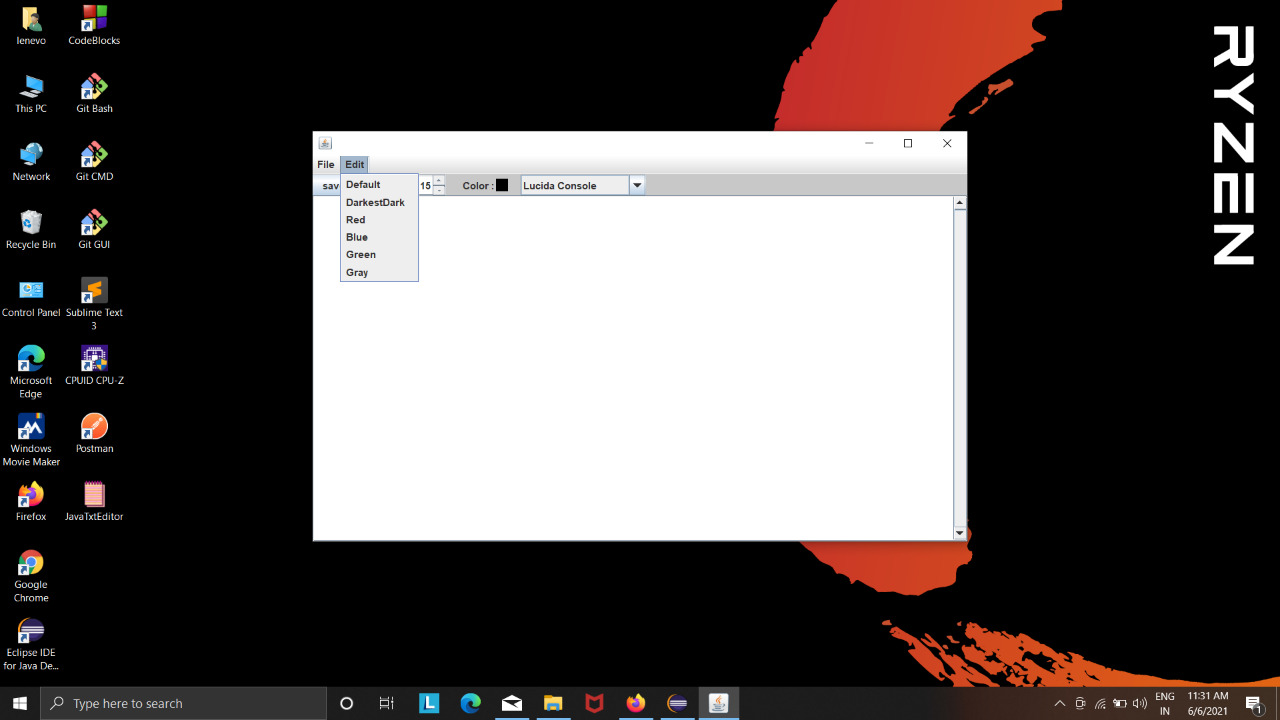 lenevo
CodeBlocks
This PC
Git Bash
Network
Git CMD
Recycle Bin
Git GUI
Control Panel
Sublime Text
3
Microsoft
Edge
CPUID CPU-Z
Windows
Movie Maker
Postman
Firefox
JavaTxtEditor
Google
Chrome
Eclipse IDE
for Java De...
RYZEN
File Edit
sav
15
Color :
Lucida Console
Default
DarkestDark
Red
Blue
Green
Gray
Type here to search
L
ENG
IN
11:31 AM
6/6/2021
1